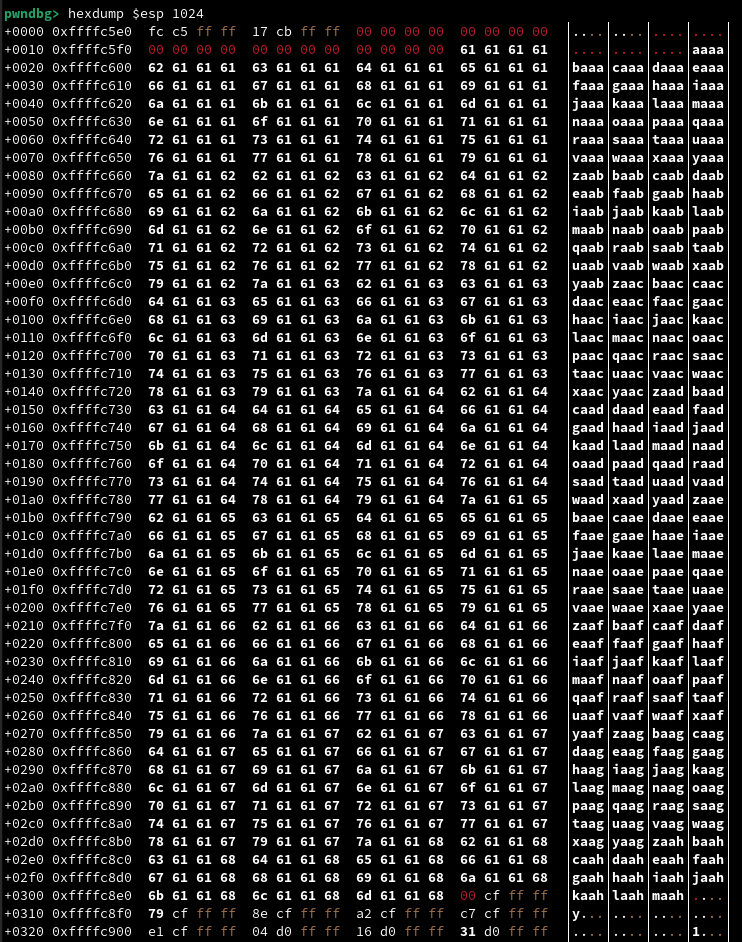 pwndbg> hexdump $esp 1024
+0000 0xffffc5e0 fc c5 ff ff 17 cb ff ff 00 00 00 00 00 00 00 00 │....│....│....│....│
+0010 0xffffc5f0 00 00 00 00 00 00 00 00 00 00 00 00 61 61 61 61 │....│....│....│aaaa│
+0020 0xffffc600 62 61 61 61 63 61 61 61 64 61 61 61 65 61 61 61 │baaa│caaa│daaa│eaaa│
+0030 0xffffc610 66 61 61 61 67 61 61 61 68 61 61 61 69 61 61 61 │faaa│gaaa│haaa│iaaa│
+0040 0xffffc620 6a 61 61 61 6b 61 61 61 6c 61 61 61 6d 61 61 61 │jaaa│kaaa│laaa│maaa│
+0050 0xffffc630 6e 61 61 61 6f 61 61 61 70 61 61 61 71 61 61 61 │naaa│oaaa│paaa│qaaa│
+0060 0xffffc640 72 61 61 61 73 61 61 61 74 61 61 61 75 61 61 61 │raaa│saaa│taaa│uaaa│
+0070 0xffffc650 76 61 61 61 77 61 61 61 78 61 61 61 79 61 61 61 │vaaa│waaa│xaaa│yaaa│
+0080 0xffffc660 7a 61 61 62 62 61 61 62 63 61 61 62 64 61 61 62 │zaab│baab│caab│daab│
+0090 0xffffc670 65 61 61 62 66 61 61 62 67 61 61 62 68 61 61 62 │eaab│faab│gaab│haab│
+00a0 0xffffc680 69 61 61 62 6a 61 61 62 6b 61 61 62 6c 61 61 62 │iaab│jaab│kaab│laab│
+00b0 0xffffc690 6d 61 61 62 6e 61 61 62 6f 61 61 62 70 61 61 62 │maab│naab│oaab│paab│
+00c0 0xffffc6a0 71 61 61 62 72 61 61 62 73 61 61 62 74 61 61 62 │qaab│raab│saab│taab│
+00d0 0xffffc6b0 75 61 61 62 76 61 61 62 77 61 61 62 78 61 61 62 │uaab│vaab│waab│xaab│
+00e0 0xffffc6c0 79 61 61 62 7a 61 61 63 62 61 61 63 63 61 61 63 │yaab│zaac│baac│caac│
+00f0 0xffffc6d0 64 61 61 63 65 61 61 63 66 61 61 63 67 61 61 63 │daac│eaac│faac│gaac│
+0100 0xffffc6e0 68 61 61 63 69 61 61 63 6a 61 61 63 6b 61 61 63 │haac│iaac│jaac│kaac│
+0110 0xffffc6f0 6c 61 61 63 6d 61 61 63 6e 61 61 63 6f 61 61 63 │laac│maac│naac│oaac│
+0120 0xffffc700 70 61 61 63 71 61 61 63 72 61 61 63 73 61 61 63 │paac│qaac│raac│saac│
+0130 0xffffc710 74 61 61 63 75 61 61 63 76 61 61 63 77 61 61 63 │taac│uaac│vaac│waac│
+0140 0xffffc720 78 61 61 63 79 61 61 63 7a 61 61 64 62 61 61 64 │xaac│yaac│zaad│baad│
+0150 0xffffc730 63 61 61 64 64 61 61 64 65 61 61 64 66 61 61 64 │caad│daad│eaad│faad│
+0160 0xffffc740 67 61 61 64 68 61 61 64 69 61 61 64 6a 61 61 64 │gaad│haad│iaad│jaad│
+0170 0xffffc750 6b 61 61 64 6c 61 61 64 6d 61 61 64 6e 61 61 64 │kaad│laad│maad│naad│
+0180 0xffffc760 6f 61 61 64 70 61 61 64 71 61 61 64 72 61 61 64 │oaad│paad│qaad│raad│
+0190 0xffffc770 73 61 61 64 74 61 61 64 75 61 61 64 76 61 61 64 │saad│taad│uaad│vaad│
+01a0 0xffffc780 77 61 61 64 78 61 61 64 79 61 61 64 7a 61 61 65 │waad│xaad│yaad│zaae│
+01b0 0xffffc790 62 61 61 65 63 61 61 65 64 61 61 65 65 61 61 65 │baae│caae│daae│eaae│
+01c0 0xffffc7a0 66 61 61 65 67 61 61 65 68 61 61 65 69 61 61 65 │faae│gaae│haae│iaae│
+01d0 0xffffc7b0 6a 61 61 65 6b 61 61 65 6c 61 61 65 6d 61 61 65 │jaae│kaae│laae│maae│
+01e0 0xffffc7c0 6e 61 61 65 6f 61 61 65 70 61 61 65 71 61 61 65 │naae│oaae│paae│qaae│
+01f0 0xffffc7d0 72 61 61 65 73 61 61 65 74 61 61 65 75 61 61 65 │raae│saae│taae│uaae│
+0200 0xffffc7e0 76 61 61 65 77 61 61 65 78 61 61 65 79 61 61 65 │vaae│waae│xaae│yaae│
+0210 0xffffc7f0 7a 61 61 66 62 61 61 66 63 61 61 66 64 61 61 66 │zaaf│baaf│caaf│daaf│
+0220 0xffffc800 65 61 61 66 66 61 61 66 67 61 61 66 68 61 61 66 │eaaf│faaf│gaaf│haaf│
+0230 0xffffc810 69 61 61 66 6a 61 61 66 6b 61 61 66 6c 61 61 66 │iaaf│jaaf│kaaf│laaf│
+0240 0xffffc820 6d 61 61 66 6e 61 61 66 6f 61 61 66 70 61 61 66 │maaf│naaf│oaaf│paaf│
+0250 0xffffc830 71 61 61 66 72 61 61 66 73 61 61 66 74 61 61 66 │qaaf│raaf│saaf│taaf│
+0260 0xffffc840 75 61 61 66 76 61 61 66 77 61 61 66 78 61 61 66 │uaaf│vaaf│waaf│xaaf│
+0270 0xffffc850 79 61 61 66 7a 61 61 67 62 61 61 67 63 61 61 67 │yaaf│zaag│baag│caag│
+0280 0xffffc860 64 61 61 67 65 61 61 67 66 61 61 67 67 61 61 67 │daag│eaag│faag│gaag│
+0290 0xffffc870 68 61 61 67 69 61 61 67 6a 61 61 67 6b 61 61 67 │haag│iaag│jaag│kaag│
+02a0 0xffffc880 6c 61 61 67 6d 61 61 67 6e 61 61 67 6f 61 61 67 │laag│maag│naag│oaag│
+02b0 0xffffc890 70 61 61 67 71 61 61 67 72 61 61 67 73 61 61 67 │paag│qaag│raag│saag│
+02c0 0xffffc8a0 74 61 61 67 75 61 61 67 76 61 61 67 77 61 61 67 │taag│uaag│vaag│waag│
+02d0 0xffffc8b0 78 61 61 67 79 61 61 67 7a 61 61 68 62 61 61 68 │xaag│yaag│zaah│baah│
+02e0 0xffffc8c0 63 61 61 68 64 61 61 68 65 61 61 68 66 61 61 68 │caah│daah│eaah│faah│
+02f0 0xffffc8d0 67 61 61 68 68 61 61 68 69 61 61 68 6a 61 61 68 │gaah│haah│iaah│jaah│
+0300 0xffffc8e0 6b 61 61 68 6c 61 61 68 6d 61 61 68 00 cf ff ff │kaah│laah│maah│....│
+0310 0xffffc8f0 79 cf ff ff 8e cf ff ff a2 cf ff ff c7 cf ff ff │y...│....│....│....│
+0320 0xffffc900 e1 cf ff ff 04 d0 ff ff 16 d0 ff ff 31 d0 ff ff │....│....│....│1...│